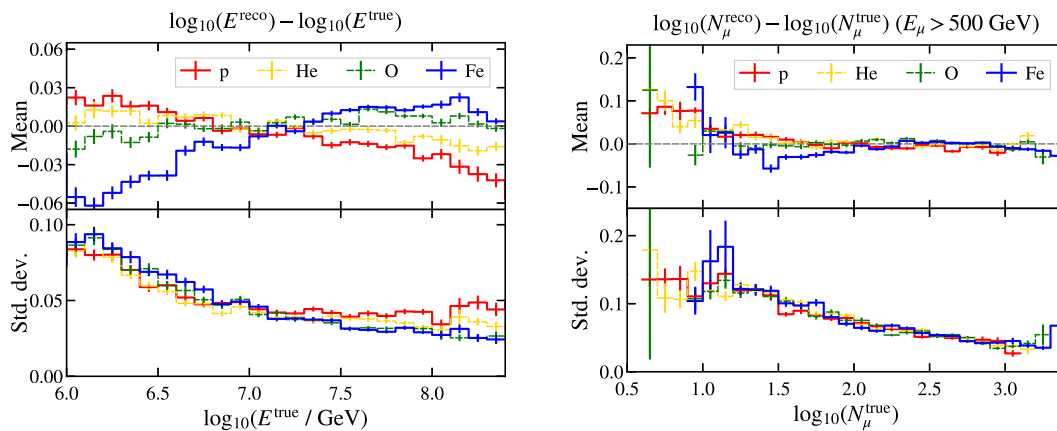 log₁₀(E^reco) − log₁₀(E^true)
0.06
0.03
0.00
−0.03
−0.06
Mean
p He O Fe
0.10
0.05
0.00
Std. dev.
6.0 6.5 7.0 7.5 8.0
log₁₀(E^true / GeV)
log₁₀(N_μ^reco) − log₁₀(N_μ^true) (E_μ > 500 GeV)
0.2
0.1
0.0
−0.1
Mean
p He O Fe
0.2
0.1
0.0
Std. dev.
0.5 1.0 1.5 2.0 2.5 3.0
log₁₀(N_μ^true)